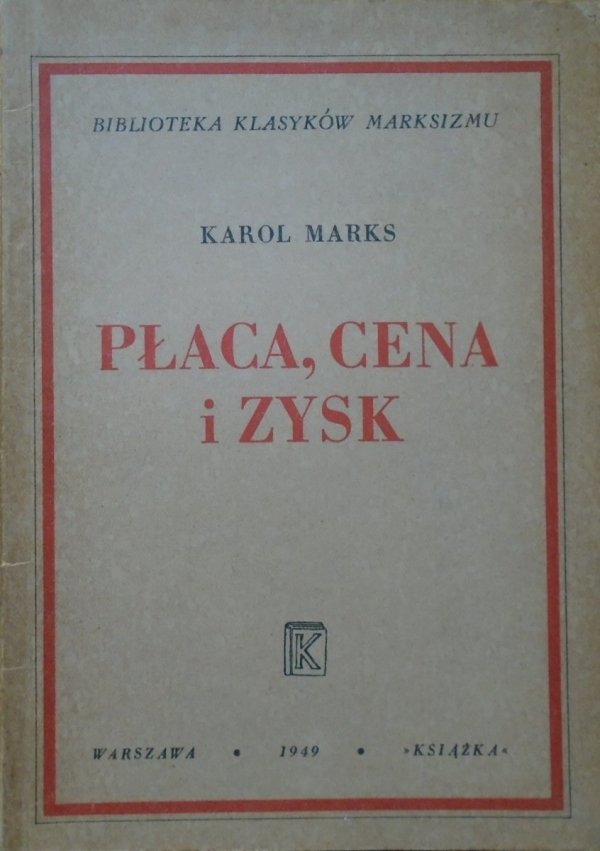 BIBLIOTEKA KLASYKÓW MARKSIZMU
KAROL MARKS
PŁACA, CENA
i ZYSK
K
WARSZAWA • 1949 • »KSIĄŻKA«